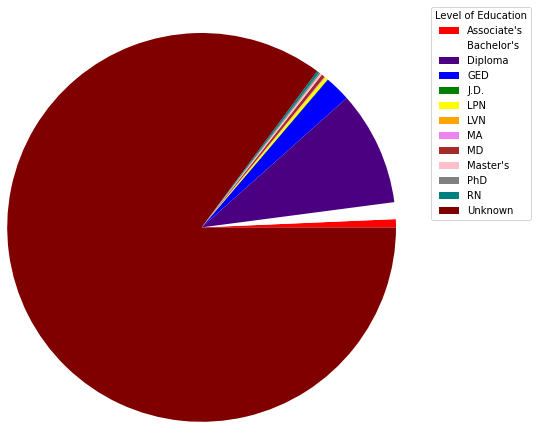 Level of Education
Associate's
Bachelor's
Diploma
GED
J.D.
LPN
LVN
MA
MD
Master's
PhD
RN
Unknown